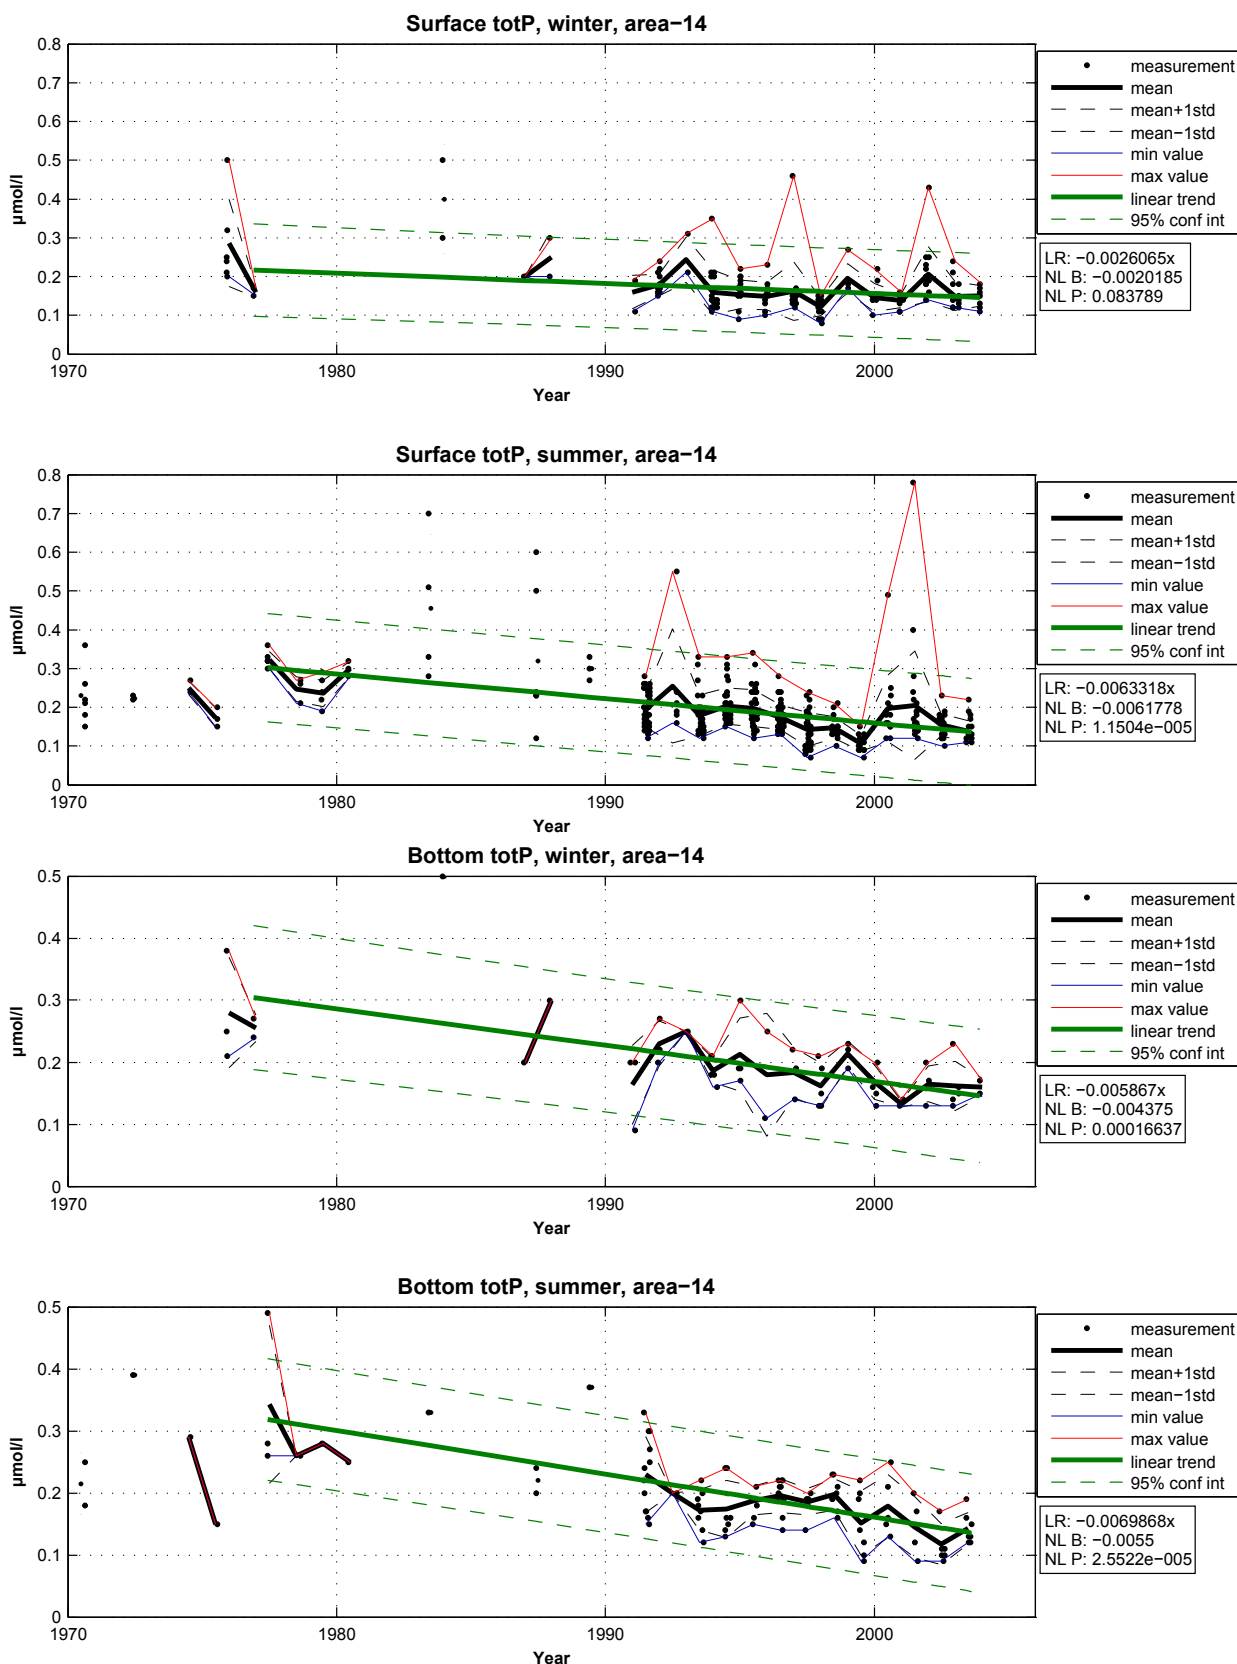 Surface totP, winter, area−14
0.8
0.7
0.6
0.5
0.4
0.3
0.2
0.1
0
µmol/l
1970 1980 1990 2000
Year
measurement
mean
mean+1std
mean−1std
min value
max value
linear trend
95% conf int
LR: −0.0026065x
NL B: −0.0020185
NL P: 0.083789
Surface totP, summer, area−14
0.8
0.7
0.6
0.5
0.4
0.3
0.2
0.1
0
µmol/l
1970 1980 1990 2000
Year
measurement
mean
mean+1std
mean−1std
min value
max value
linear trend
95% conf int
LR: −0.0063318x
NL B: −0.0061778
NL P: 1.1504e−005
Bottom totP, winter, area−14
0.5
0.4
0.3
0.2
0.1
0
µmol/l
1970 1980 1990 2000
Year
measurement
mean
mean+1std
mean−1std
min value
max value
linear trend
95% conf int
LR: −0.005867x
NL B: −0.004375
NL P: 0.00016637
Bottom totP, summer, area−14
0.5
0.4
0.3
0.2
0.1
0
µmol/l
1970 1980 1990 2000
Year
measurement
mean
mean+1std
mean−1std
min value
max value
linear trend
95% conf int
LR: −0.0069868x
NL B: −0.0055
NL P: 2.5522e−005